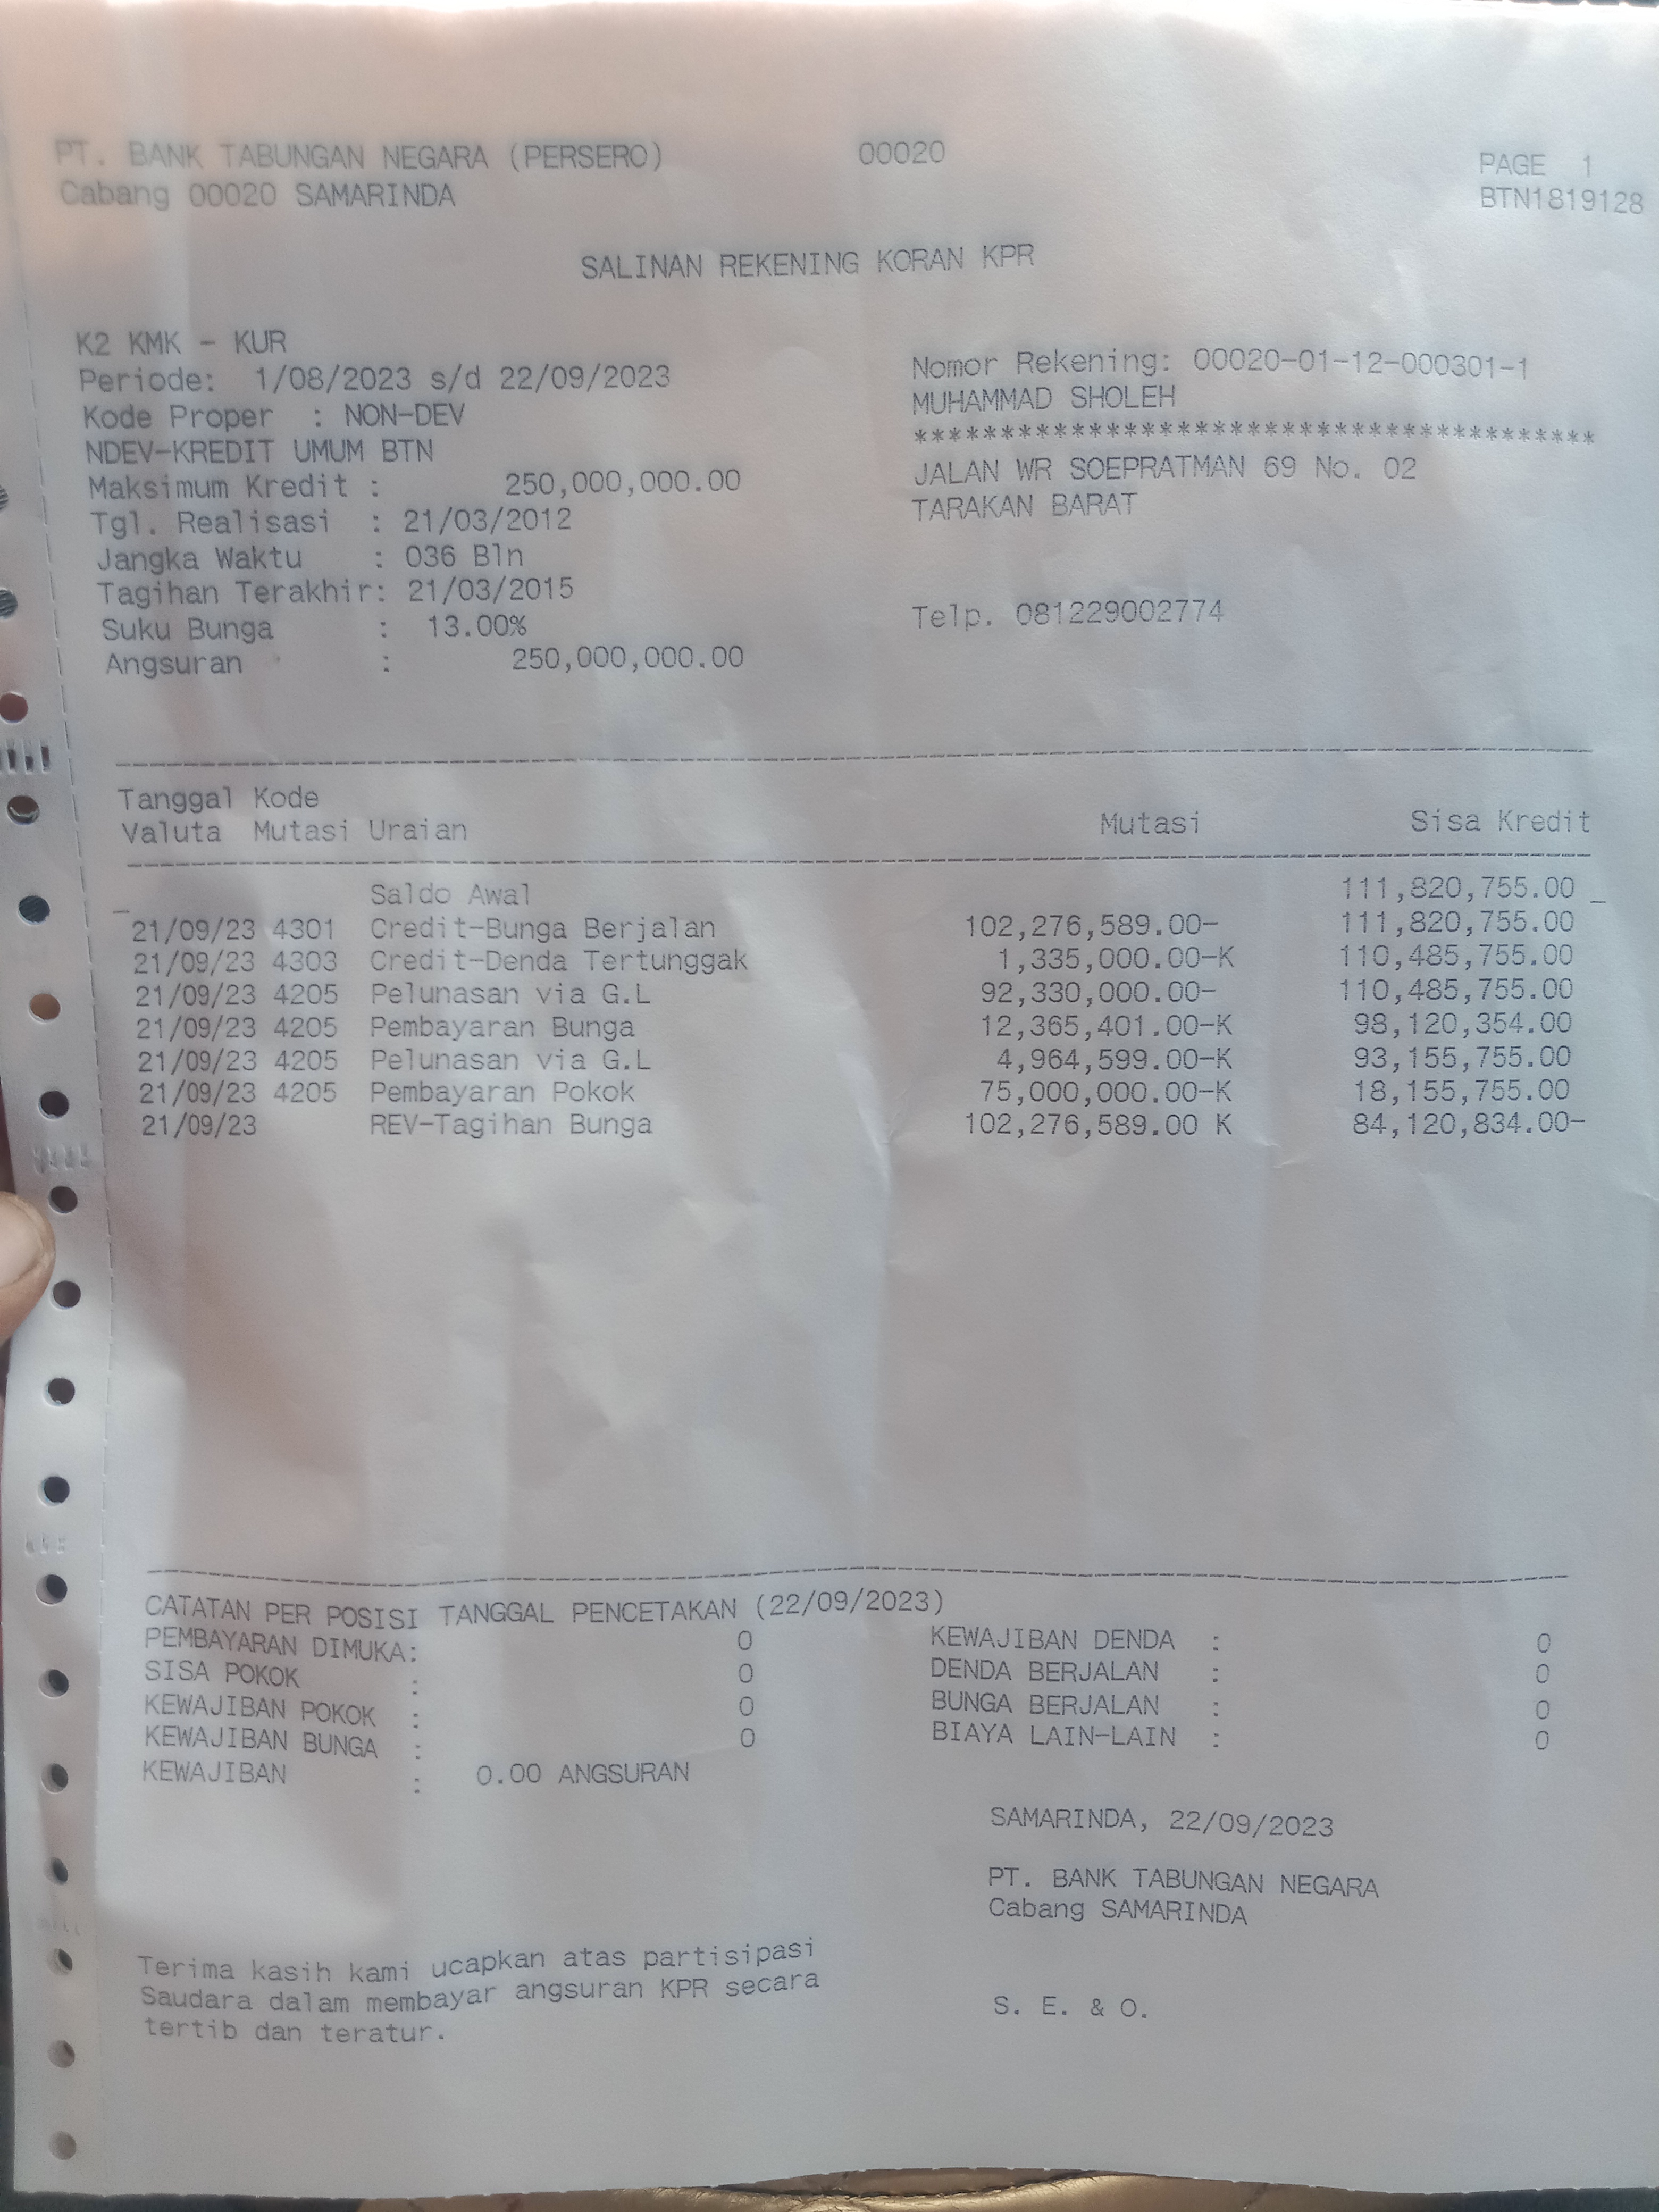 PT. BANK TABUNGAN NEGARA (PERSERO) 00020 PAGE 1
Cabang 00020 SAMARINDA BTN1819128
SALINAN REKENING KORAN KPR
K2 KMK - KUR
Periode: 1/08/2023 s/d 22/09/2023
Kode Proper : NON-DEV
NDEV-KREDIT UMUM BTN
Maksimum Kredit : 250,000,000.00
Tgl. Realisasi : 21/03/2012
Jangka Waktu : 036 Bln
Tagihan Terakhir: 21/03/2015
Suku Bunga : 13.00%
Angsuran : 250,000,000.00
Nomor Rekening: 00020-01-12-000301-1
MUHAMMAD SHOLEH
***************************************
JALAN WR SOEPRATMAN 69 No. 02
TARAKAN BARAT
Telp. 081229002774
Tanggal Kode
Valuta Mutasi Uraian Mutasi Sisa Kredit
Saldo Awal 111,820,755.00
21/09/23 4301 Credit-Bunga Berjalan 102,276,589.00- 111,820,755.00
21/09/23 4303 Credit-Denda Tertunggak 1,335,000.00-K 110,485,755.00
21/09/23 4205 Pelunasan via G.L 92,330,000.00- 110,485,755.00
21/09/23 4205 Pembayaran Bunga 12,365,401.00-K 98,120,354.00
21/09/23 4205 Pelunasan via G.L 4,964,599.00-K 93,155,755.00
21/09/23 4205 Pembayaran Pokok 75,000,000.00-K 18,155,755.00
21/09/23 REV-Tagihan Bunga 102,276,589.00 K 84,120,834.00-
CATATAN PER POSISI TANGGAL PENCETAKAN (22/09/2023)
PEMBAYARAN DIMUKA: 0 KEWAJIBAN DENDA : 0
SISA POKOK : 0 DENDA BERJALAN : 0
KEWAJIBAN POKOK : 0 BUNGA BERJALAN : 0
KEWAJIBAN BUNGA : 0 BIAYA LAIN-LAIN : 0
KEWAJIBAN : 0.00 ANGSURAN
SAMARINDA, 22/09/2023
PT. BANK TABUNGAN NEGARA
Cabang SAMARINDA
Terima kasih kami ucapkan atas partisipasi
Saudara dalam membayar angsuran KPR secara
tertib dan teratur.
S. E. & O.